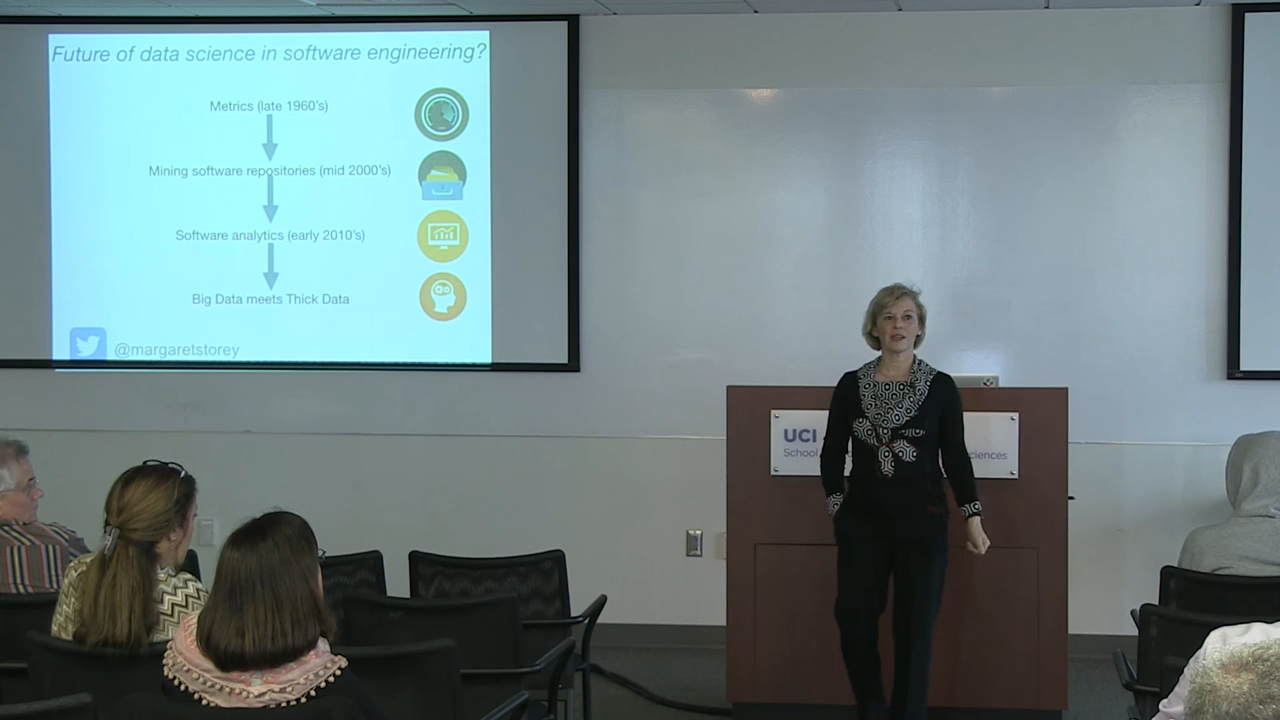 Future of data science in software engineering?
Metrics (late 1960's)
Mining software repositories (mid 2000's)
Software analytics (early 2010's)
Big Data meets Thick Data
@margaretstorey
UCI
School
ciences